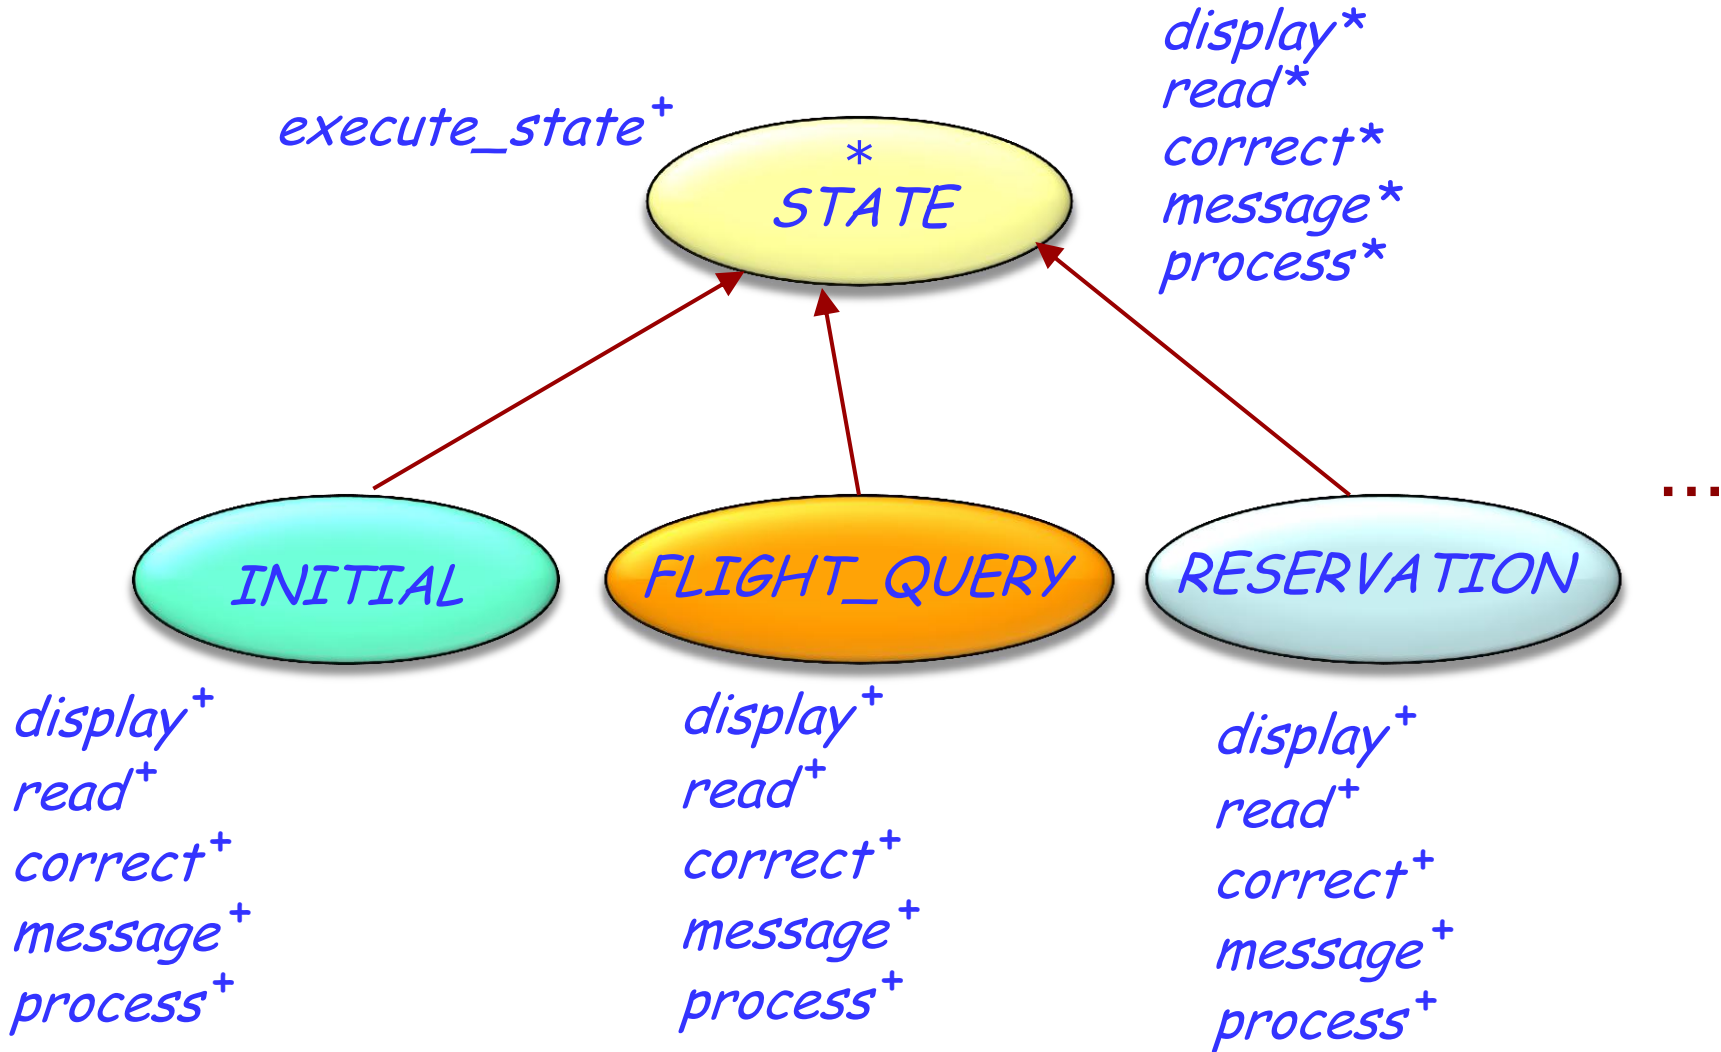 display*
read*
correct*
message*
process*
execute_state+
*
STATE
...
INITIAL
FLIGHT_QUERY
RESERVATION
display+
read+
correct+
message+
process+
display+
read+
correct+
message+
process+
display+
read+
correct+
message+
process+